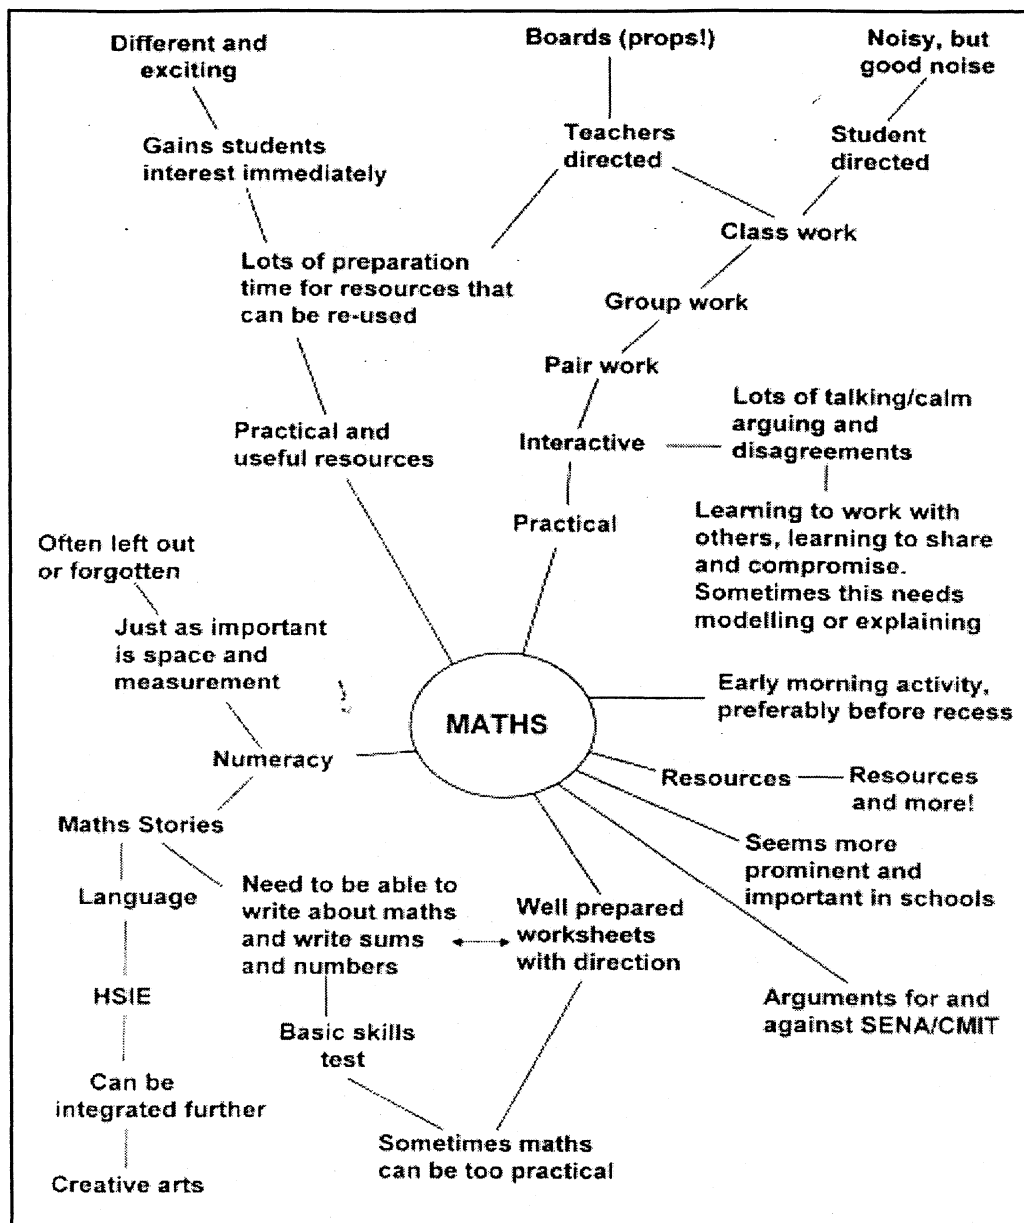 Different and
exciting
Boards (props!)
Noisy, but
good noise
Gains students
interest immediately
Teachers
directed
Student
directed
Class work
Lots of preparation
time for resources that
can be re-used
Group work
Pair work
Practical and
useful resources
Interactive
Lots of talking/calm
arguing and
disagreements
Practical
Learning to work with
others, learning to share
and compromise.
Sometimes this needs
modelling or explaining
Often left out
or forgotten
Just as important
is space and
measurement
MATHS
Early morning activity,
preferably before recess
Numeracy
Resources
Resources
and more!
Maths Stories
Seems more
prominent and
important in schools
Language
Need to be able to
write about maths
and write sums
and numbers
Well prepared
worksheets
with direction
HSIE
Arguments for and
against SENA/CMIT
Basic skills
test
Can be
integrated further
Sometimes maths
can be too practical
Creative arts